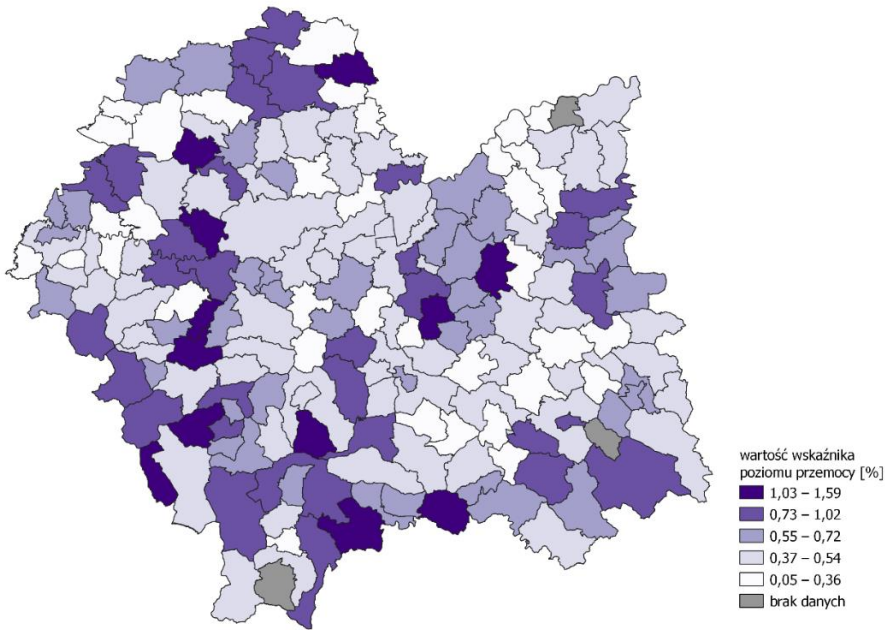 wartość wskaźnika
poziomu przemocy [%]
1,03 – 1,59
0,73 – 1,02
0,55 – 0,72
0,37 – 0,54
0,05 – 0,36
brak danych